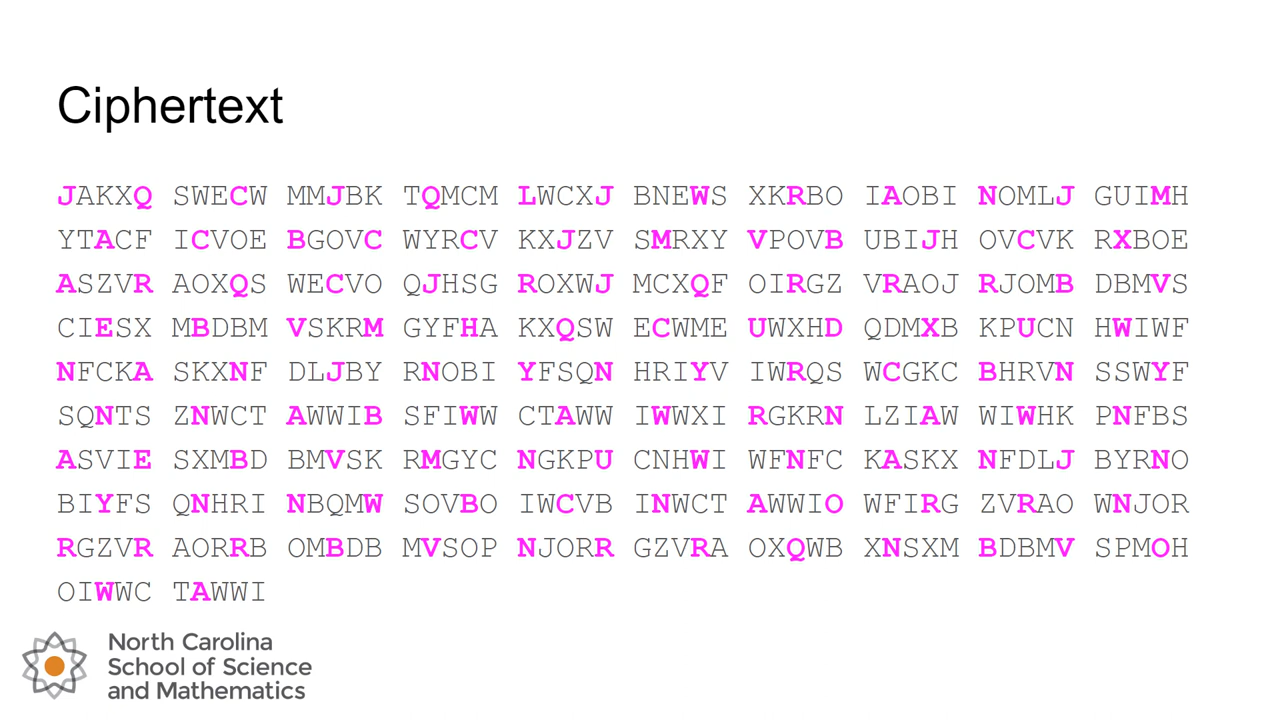 Ciphertext
JAKXQ SWECW MMJBK TQMCM LWCXJ BNEWS XKRBO IAOBI NOMLJ GUIMH
YTACF ICVOE BGOVC WYRCV KXJZV SMRXY VPOVB UBIJH OVCVK RXBOE
ASZVR AOXQS WECVO QJHSG ROXWJ MCXQF OIRGZ VRAOJ RJOMB DBMVS
CIESX MBDBM VSKRM GYFHA KXQSW ECWME UWXHD QDMXB KPUCN HWIWF
NFCKA SKXNF DLJBY RNOBI YFSQN HRIYV IWRQS WCGKC BHRVN SSWYF
SQNTS ZNWCT AWWIB SFIWW CTAWW IWWXI RGKRN LZIAW WIWHK PNFBS
ASVIE SXMBD BMVSK RMGYC NGKPU CNHWI WFNFC KASKX NFDLJ BYRNO
BIYFS QNHRI NBQMW SOVBO IWCVB INWCT AWWIO WFIRG ZVRAO WNJOR
RGZVR AORRB OMBDB MVSOP NJORR GZVRA OXQWB XNSXM BDBMV SPMOH
OIWWC TAWWI
North Carolina
School of Science
and Mathematics